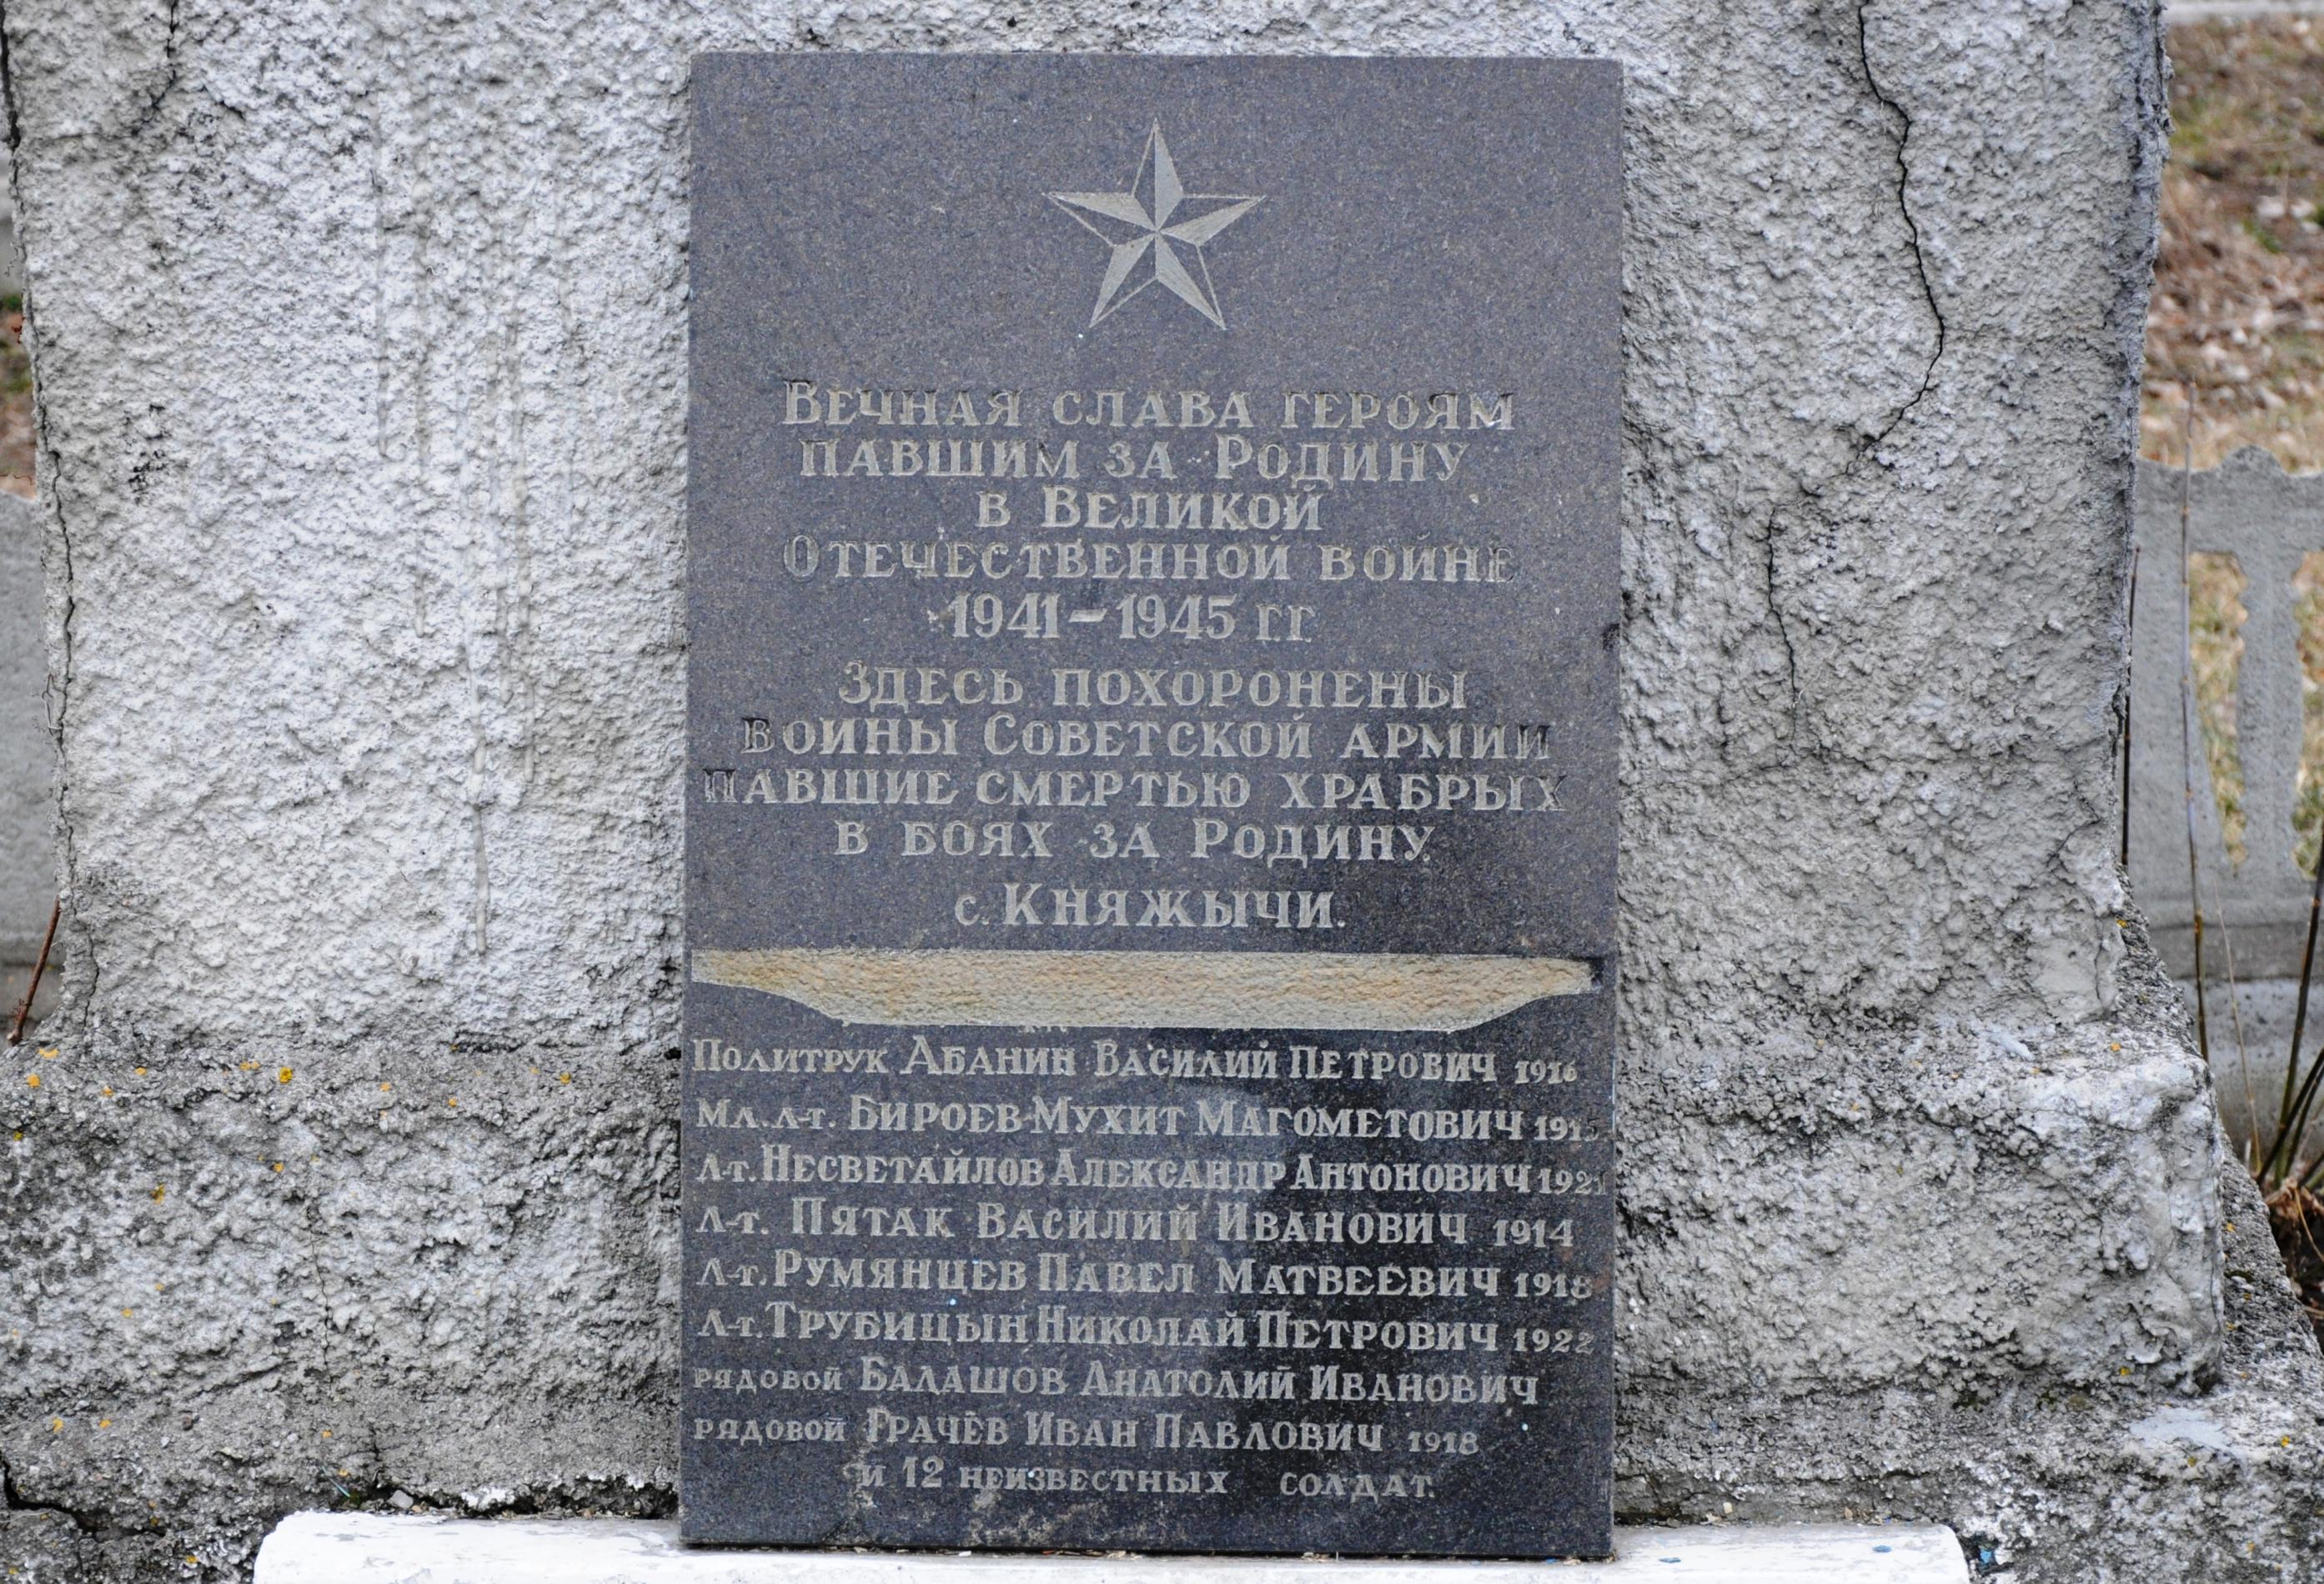 Вечная слава героям
павшим за Родину
в Великой
Отечественной войне
1941–1945 г.г.
Здесь похоронены
воины Советской армии
павшие смертью храбрых
в боях за Родину
с. Княжычи.
Политрук Абанин Василий Петрович 1916
Мл. л-т. Бироев Мухит Магометович
Л-т. Несветайлов Александр Антонович
Л-т. Пятак Василий Иванович 1914
Л-т. Румянцев Павел Матвеевич 1918
Л-т. Трубицын Николай Петрович 1922
рядовой Балашов Анатолий Иванович
рядовой Грачёв Иван Павлович 1918
и 12 неизвестных солдат.